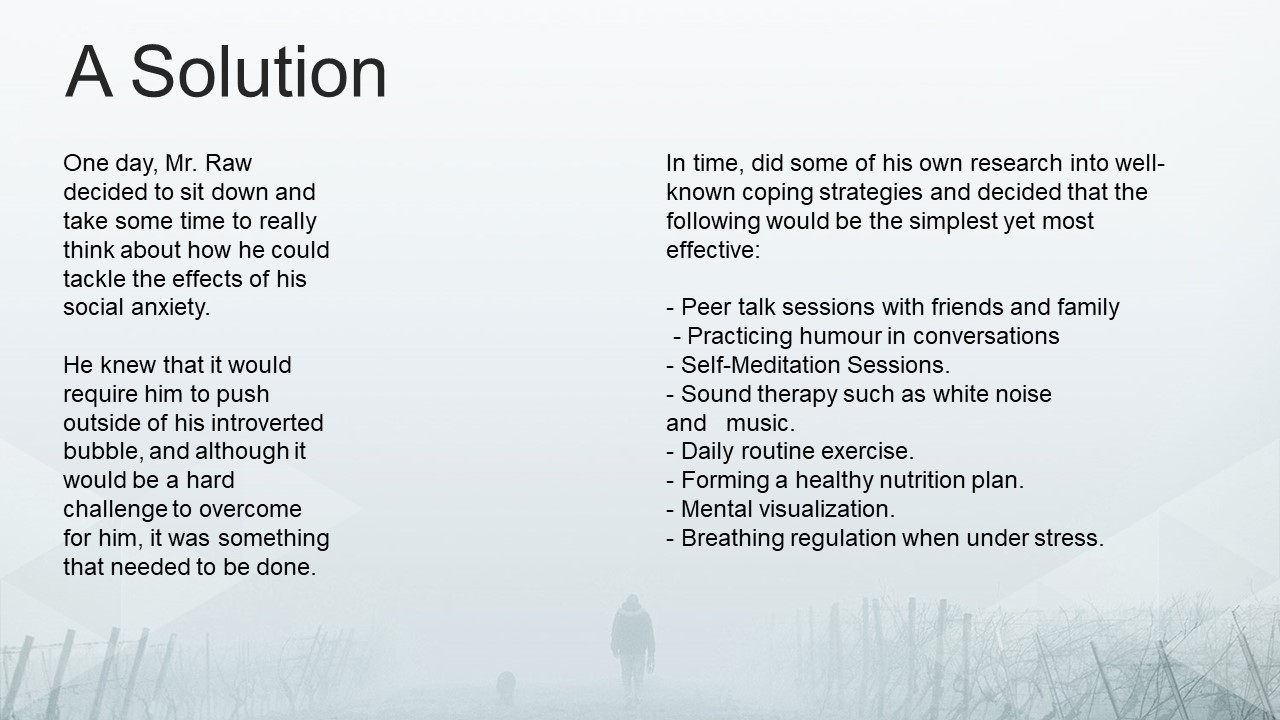 A Solution
One day, Mr. Raw
decided to sit down and
take some time to really
think about how he could
tackle the effects of his
social anxiety.
He knew that it would
require him to push
outside of his introverted
bubble, and although it
would be a hard
challenge to overcome
for him, it was something
that needed to be done.
In time, did some of his own research into well-
known coping strategies and decided that the
following would be the simplest yet most
effective:
- Peer talk sessions with friends and family
- Practicing humour in conversations
- Self-Meditation Sessions.
- Sound therapy such as white noise
and   music.
- Daily routine exercise.
- Forming a healthy nutrition plan.
- Mental visualization.
- Breathing regulation when under stress.